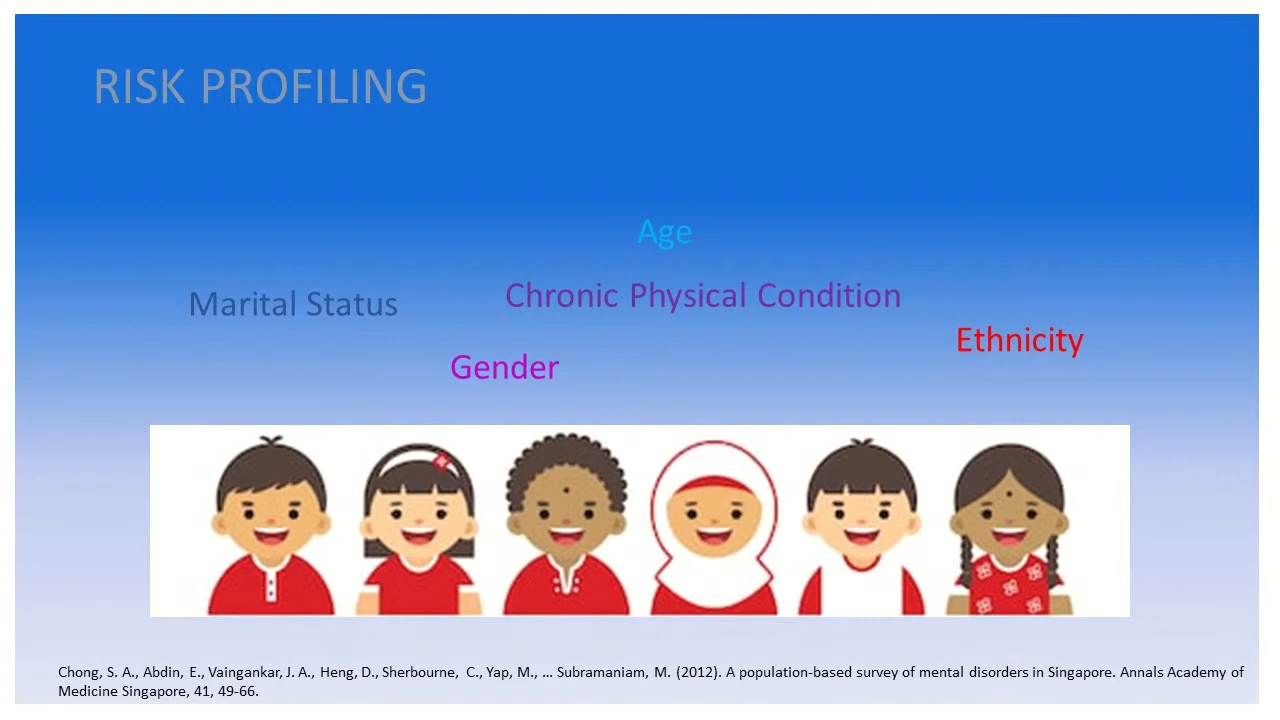 RISK PROFILING
Age
Chronic Physical Condition
Marital Status
Ethnicity
Gender
Chong, S. A., Abdin, E., Vaingankar, J. A., Heng, D., Sherbourne, C., Yap, M., … Subramaniam, M. (2012). A population-based survey of mental disorders in Singapore. Annals Academy of
Medicine Singapore, 41, 49-66.